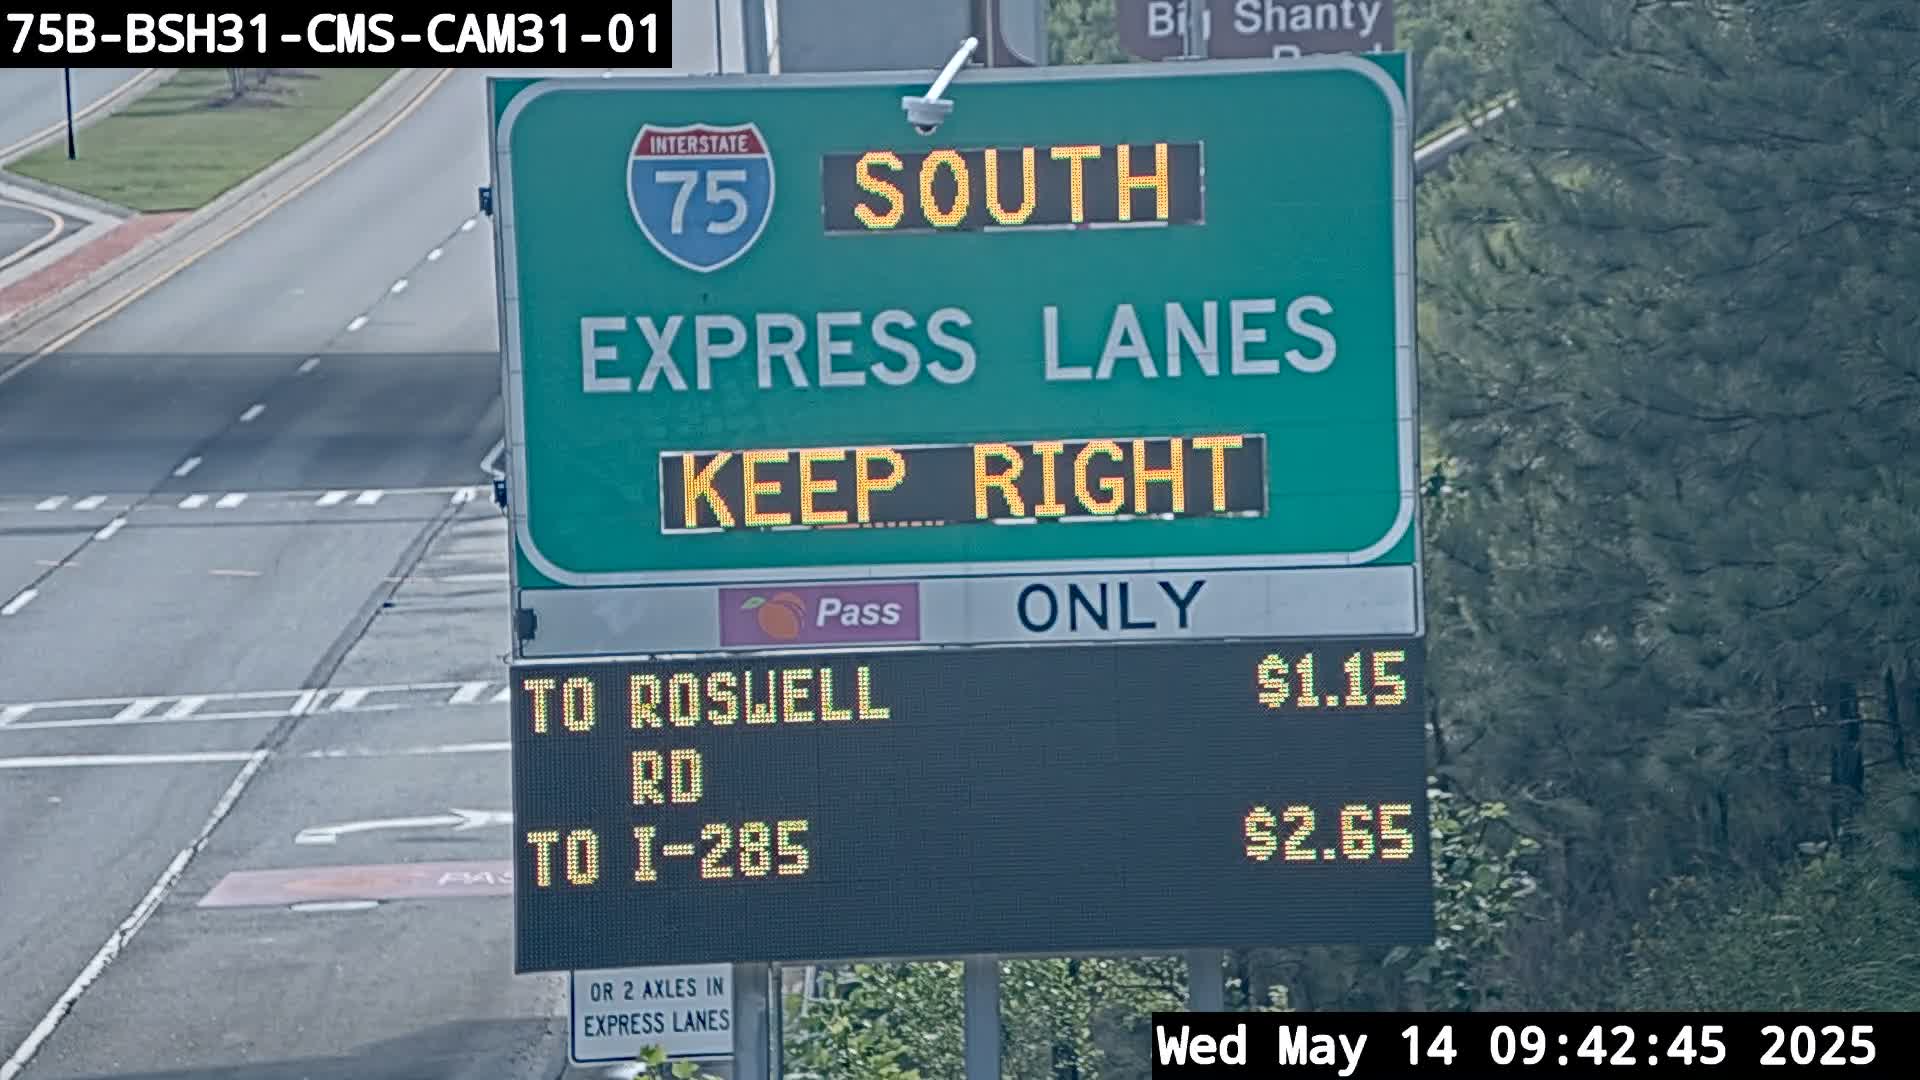 75B-BSH31-CMS-CAM31-01
Big Shanty
Road
INTERSTATE
75
SOUTH
EXPRESS LANES
KEEP RIGHT
Pass ONLY
TO ROSWELL $1.15
RD
TO I-285 $2.65
OR 2 AXLES IN
EXPRESS LANES
Wed May 14 09:42:45 2025